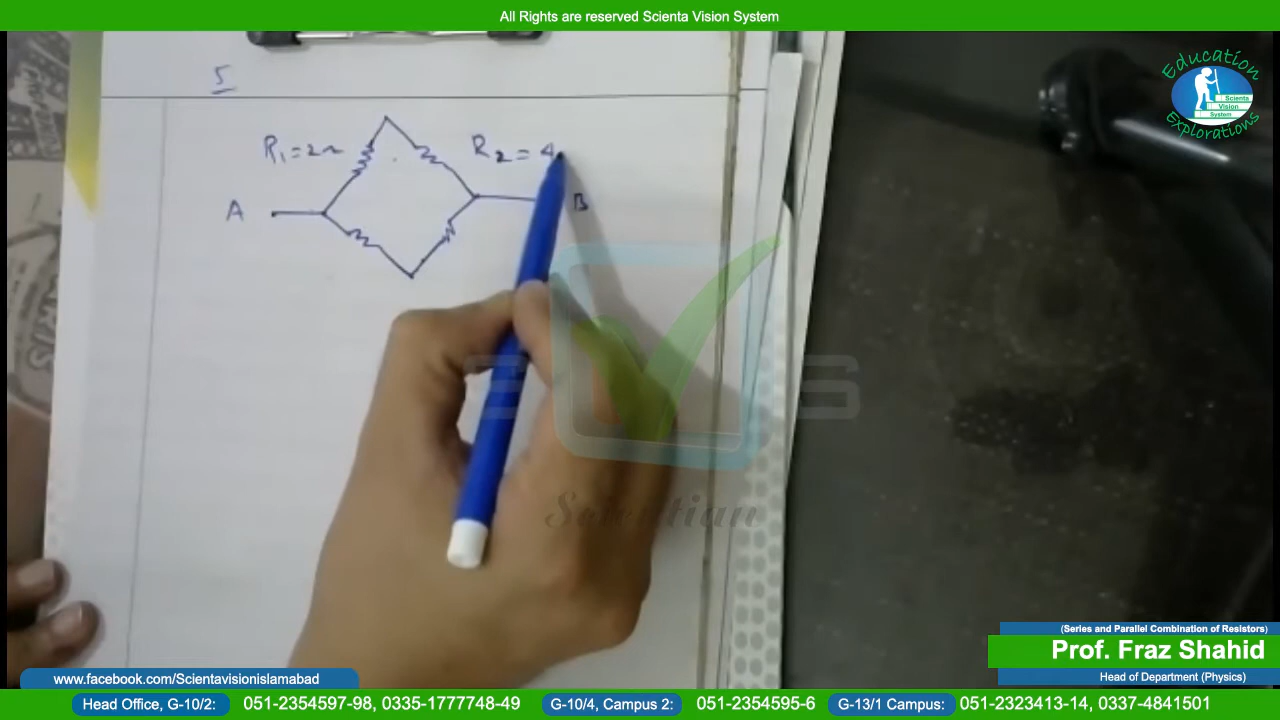 All Rights are reserved Scienta Vision System
Education
Scienta
Vision
System
Explorations
5
R1=2Ω
R2 = 4
A
B
SVS
Scientian
(Series and Parallel Combination of Resistors)
Prof. Fraz Shahid
Head of Department (Physics)
www.facebook.com/Scientavisionislamabad
Head Office, G-10/2: 051-2354597-98, 0335-1777748-49 G-10/4, Campus 2: 051-2354595-6 G-13/1 Campus: 051-2323413-14, 0337-4841501